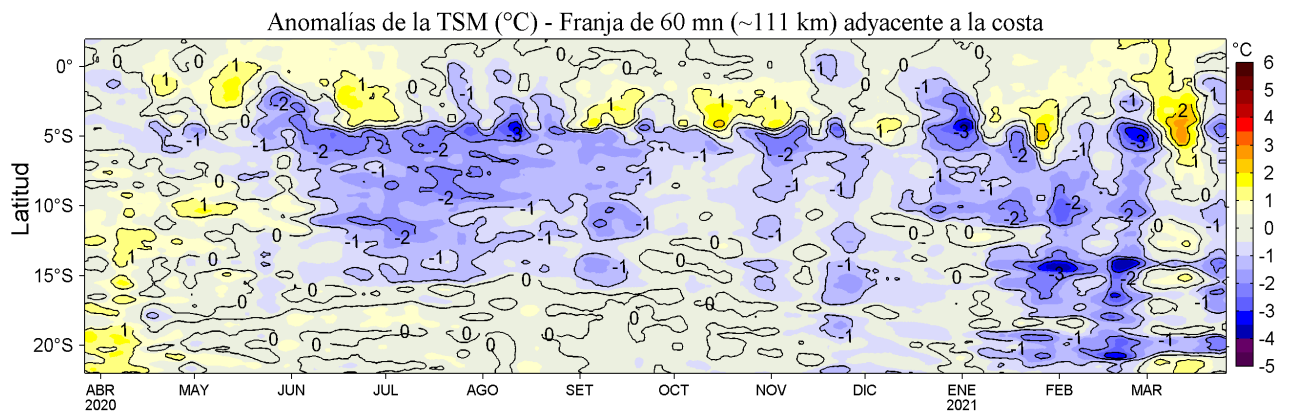 Anomalías de la TSM (°C) - Franja de 60 mn (~111 km) adyacente a la costa
°C
6
5
4
3
2
1
0
-1
-2
-3
-4
-5
Latitud
0°
5°S
10°S
15°S
20°S
ABR MAY JUN JUL AGO SET OCT NOV DIC ENE FEB MAR
2020 2021